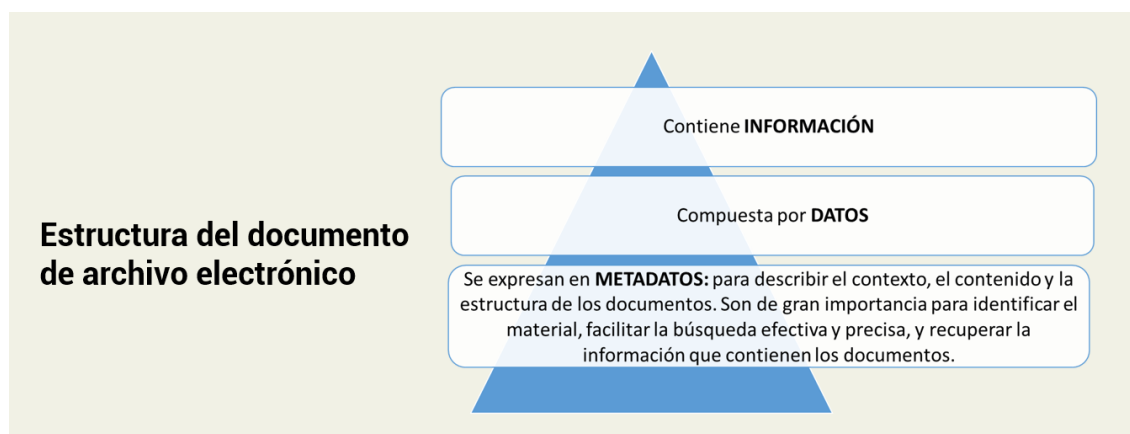 Estructura del documento
de archivo electrónico
Contiene INFORMACIÓN
Compuesta por DATOS
Se expresan en METADATOS: para describir el contexto, el contenido y la
estructura de los documentos. Son de gran importancia para identificar el
material, facilitar la búsqueda efectiva y precisa, y recuperar la
información que contienen los documentos.